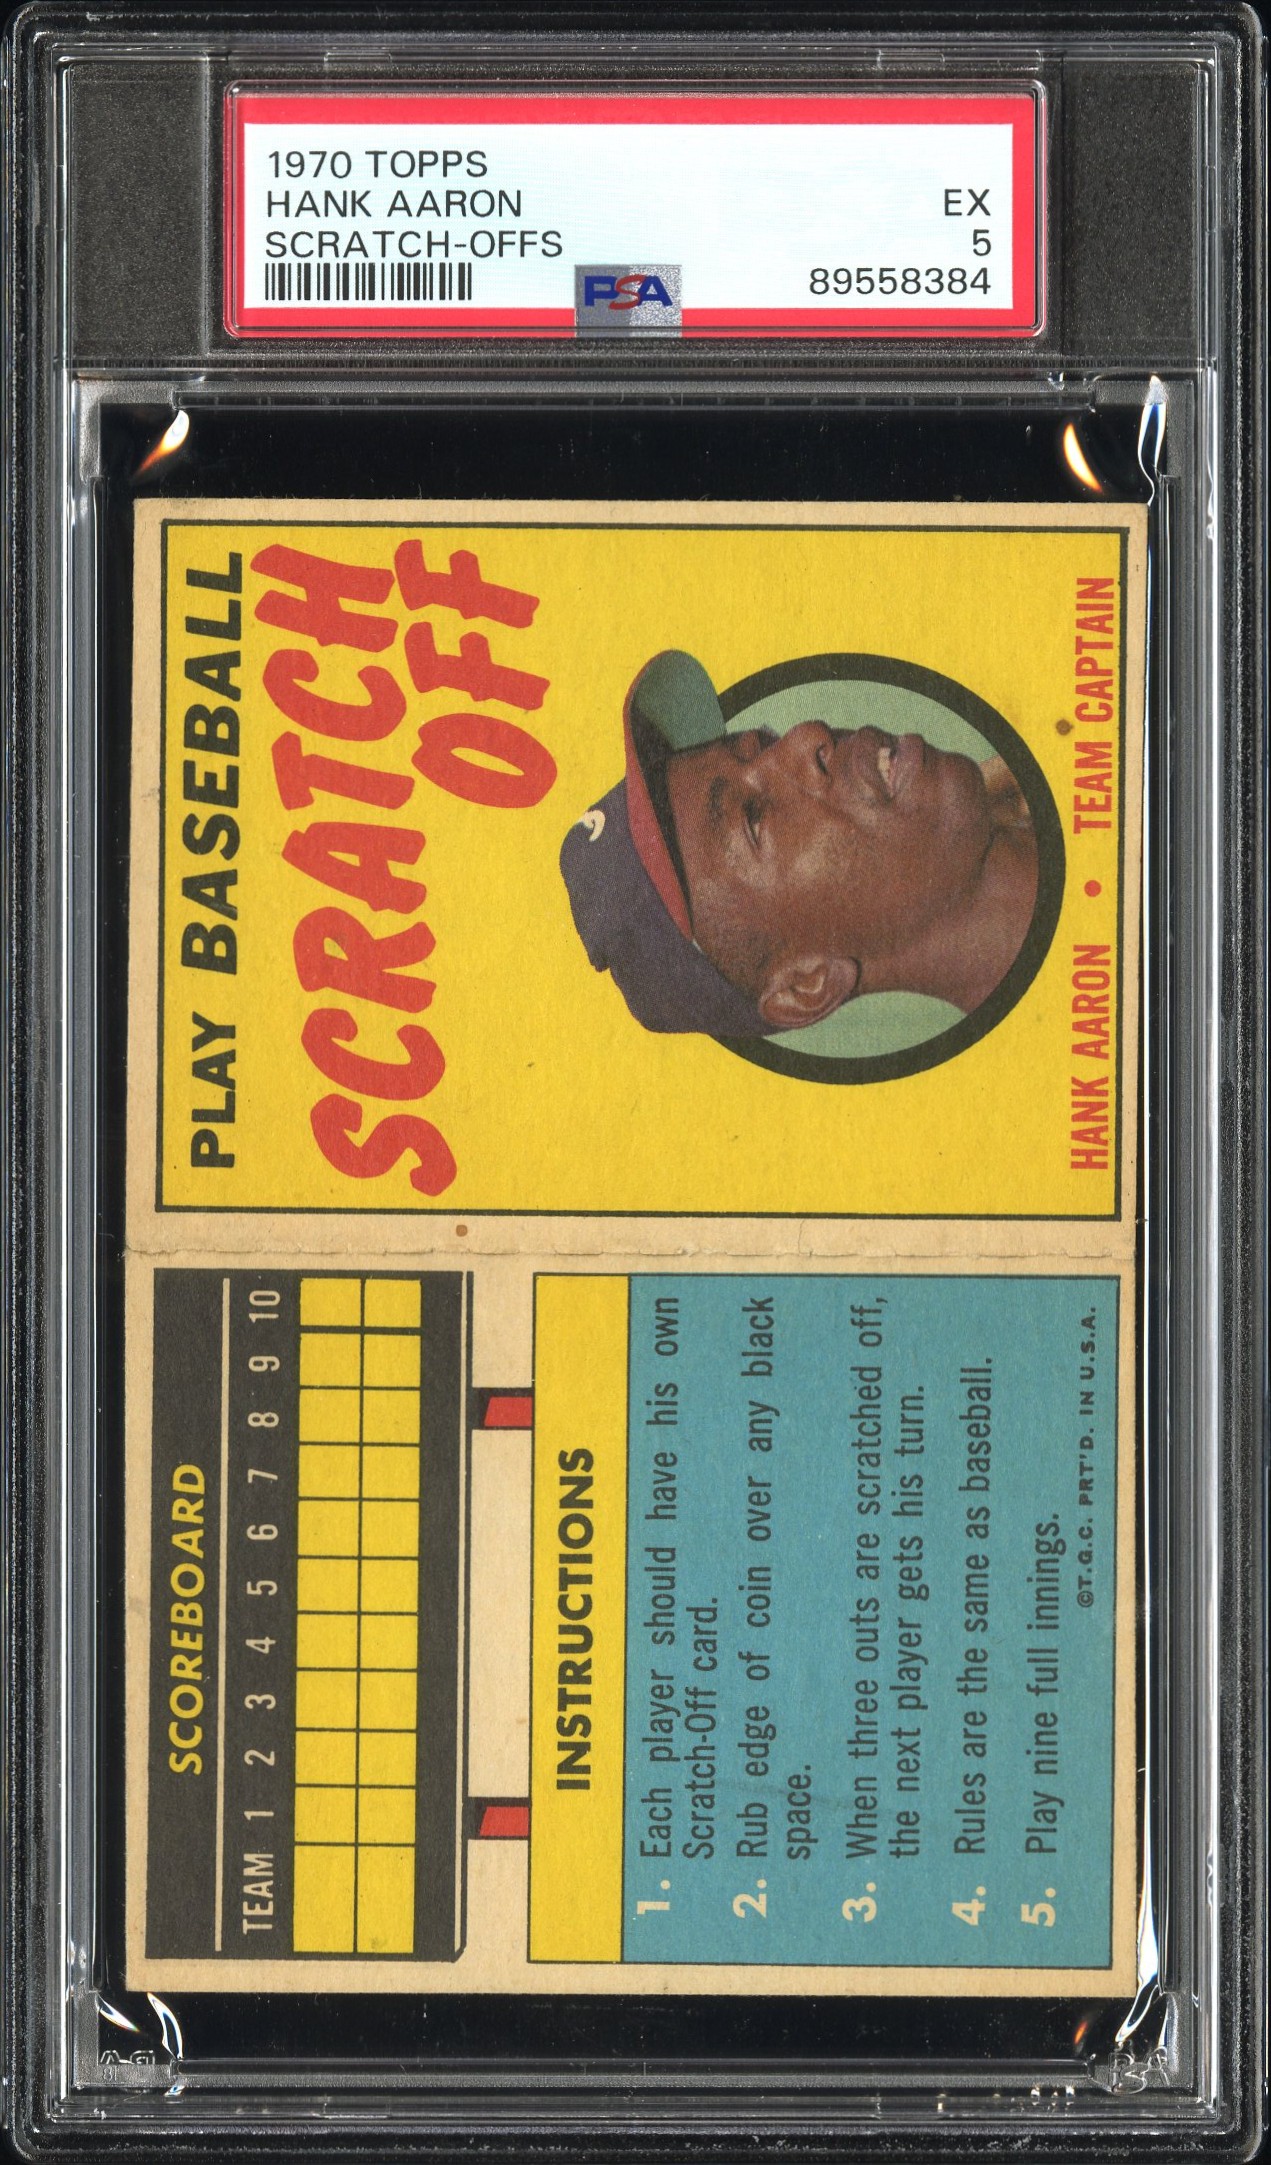 1970 TOPPS
HANK AARON
SCRATCH-OFFS
EX
5
89558384
PSA
PLAY BASEBALL
SCRATCH
OFF
HANK AARON • TEAM CAPTAIN
SCOREBOARD
TEAM 1 2 3 4 5 6 7 8 9 10
INSTRUCTIONS
1. Each player should have his own
Scratch-Off card.
2. Rub edge of coin over any black
space.
3. When three outs are scratched off,
the next player gets his turn.
4. Rules are the same as baseball.
5. Play nine full innings.
©T.G.C. PRT'D. IN U.S.A.